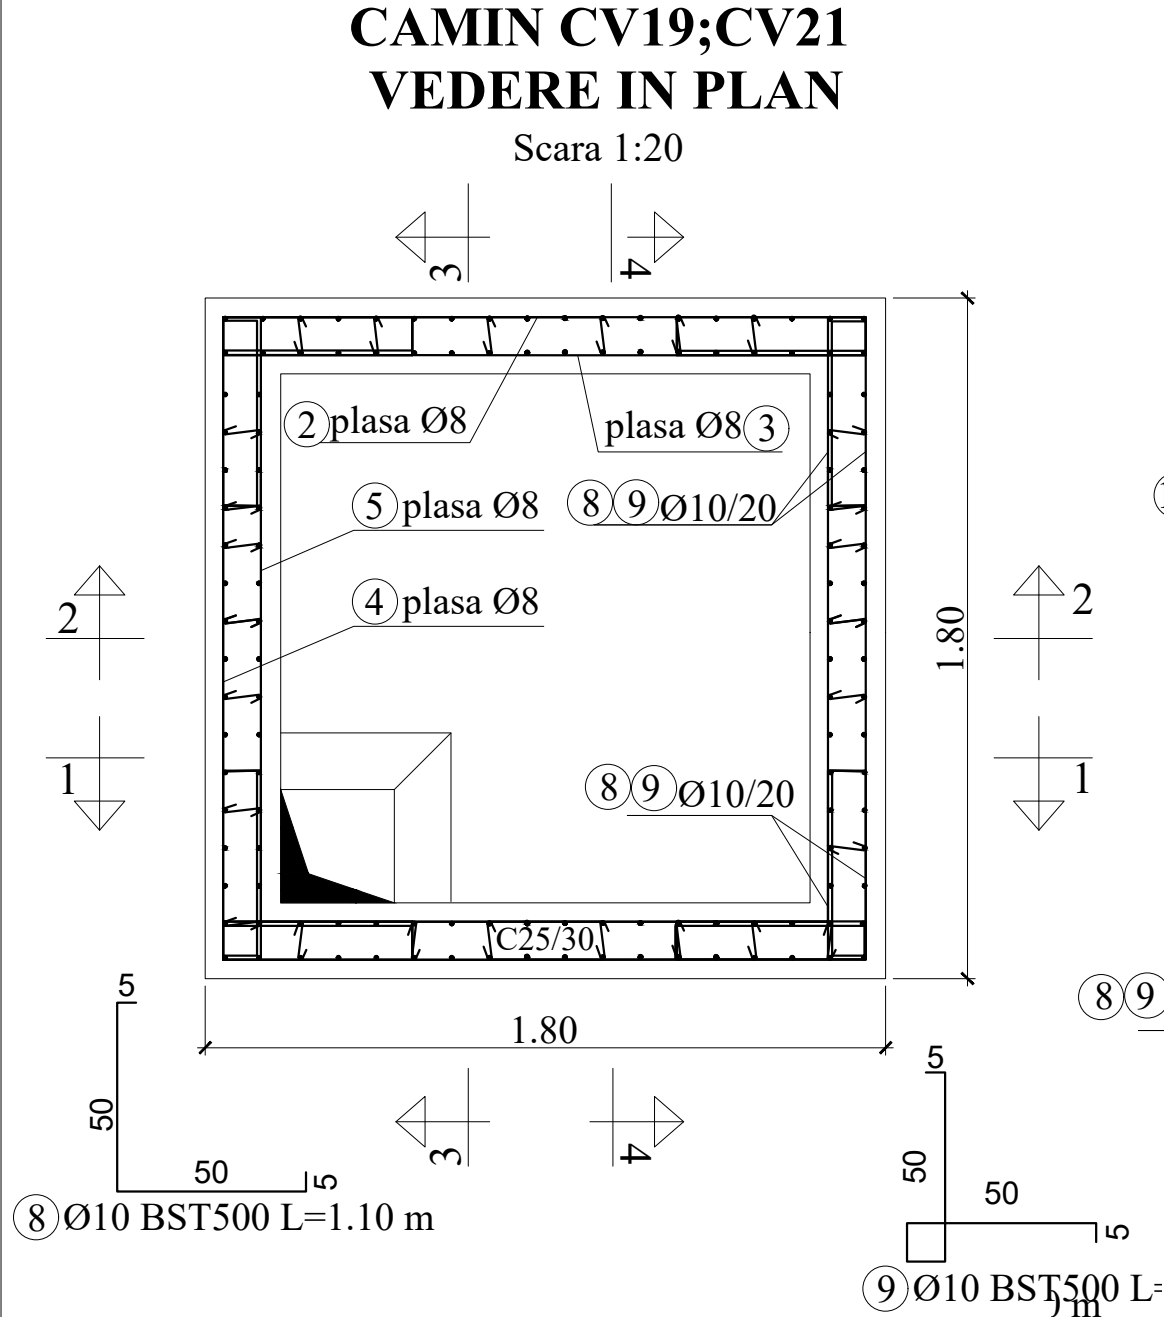 CAMIN CV19;CV21
VEDERE IN PLAN
Scara 1:20
3 4
2 plasa Ø8
plasa Ø8 3
5 plasa Ø8
8 9 Ø10/20
4 plasa Ø8
2
2
1.80
1
1
8 9 Ø10/20
C25/30
5
8 9
1.80
5
50
50
5
3 4
50
50
5
8 Ø10 BST500 L=1.10 m
9 Ø10 BST500 L=
m